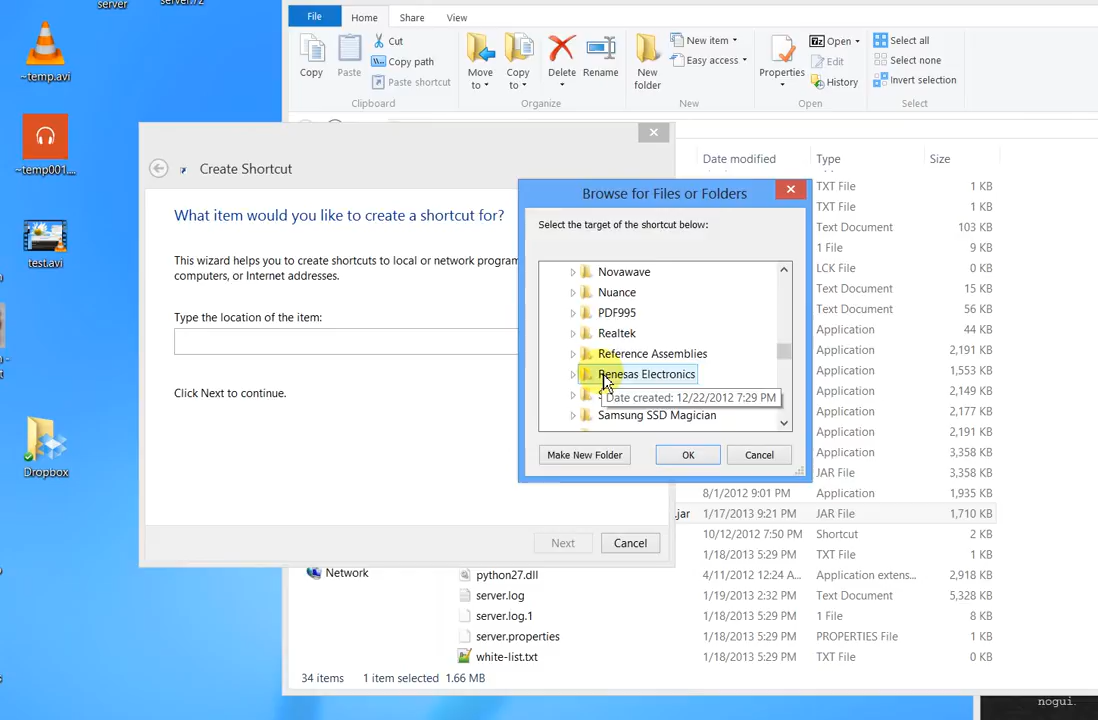 server
server.72
~temp.avi
~temp001....
test.avi
Dropbox
File
Home
Share
View
Copy
Paste
Cut
Copy path
Paste shortcut
Clipboard
Move to
Copy to
Delete
Rename
Organize
New folder
New item
Easy access
New
Properties
Open
Edit
History
Open
Select all
Select none
Invert selection
Select
Create Shortcut
What item would you like to create a shortcut for?
This wizard helps you to create shortcuts to local or network program
computers, or Internet addresses.
Type the location of the item:
Click Next to continue.
Next
Cancel
Browse for Files or Folders
Select the target of the shortcut below:
Novawave
Nuance
PDF995
Realtek
Reference Assemblies
Renesas Electronics
Date created: 12/22/2012 7:29 PM
Samsung SSD Magician
Make New Folder
OK
Cancel
Date modified
Type
Size
TXT File 1 KB
TXT File 1 KB
Text Document 103 KB
1 File 9 KB
LCK File 0 KB
Text Document 15 KB
Text Document 56 KB
Application 44 KB
Application 2,191 KB
Application 2,353 KB
Application 2,149 KB
Application 2,177 KB
Application 2,191 KB
Application 3,358 KB
JAR File 3,358 KB
8/1/2012 9:01 PM Application 1,935 KB
.jar 1/17/2013 9:21 PM JAR File 1,710 KB
10/12/2012 7:50 PM Shortcut 2 KB
1/18/2013 5:29 PM TXT File 1 KB
Network
python27.dll 4/11/2012 12:24 A... Application extens... 2,918 KB
server.log 1/19/2013 2:32 PM Text Document 5,328 KB
server.log.1 1/18/2013 5:29 PM 1 File 8 KB
server.properties 1/18/2013 5:29 PM PROPERTIES File 1 KB
white-list.txt 1/18/2013 5:29 PM TXT File 0 KB
34 items
1 item selected 1.66 MB
nogui.